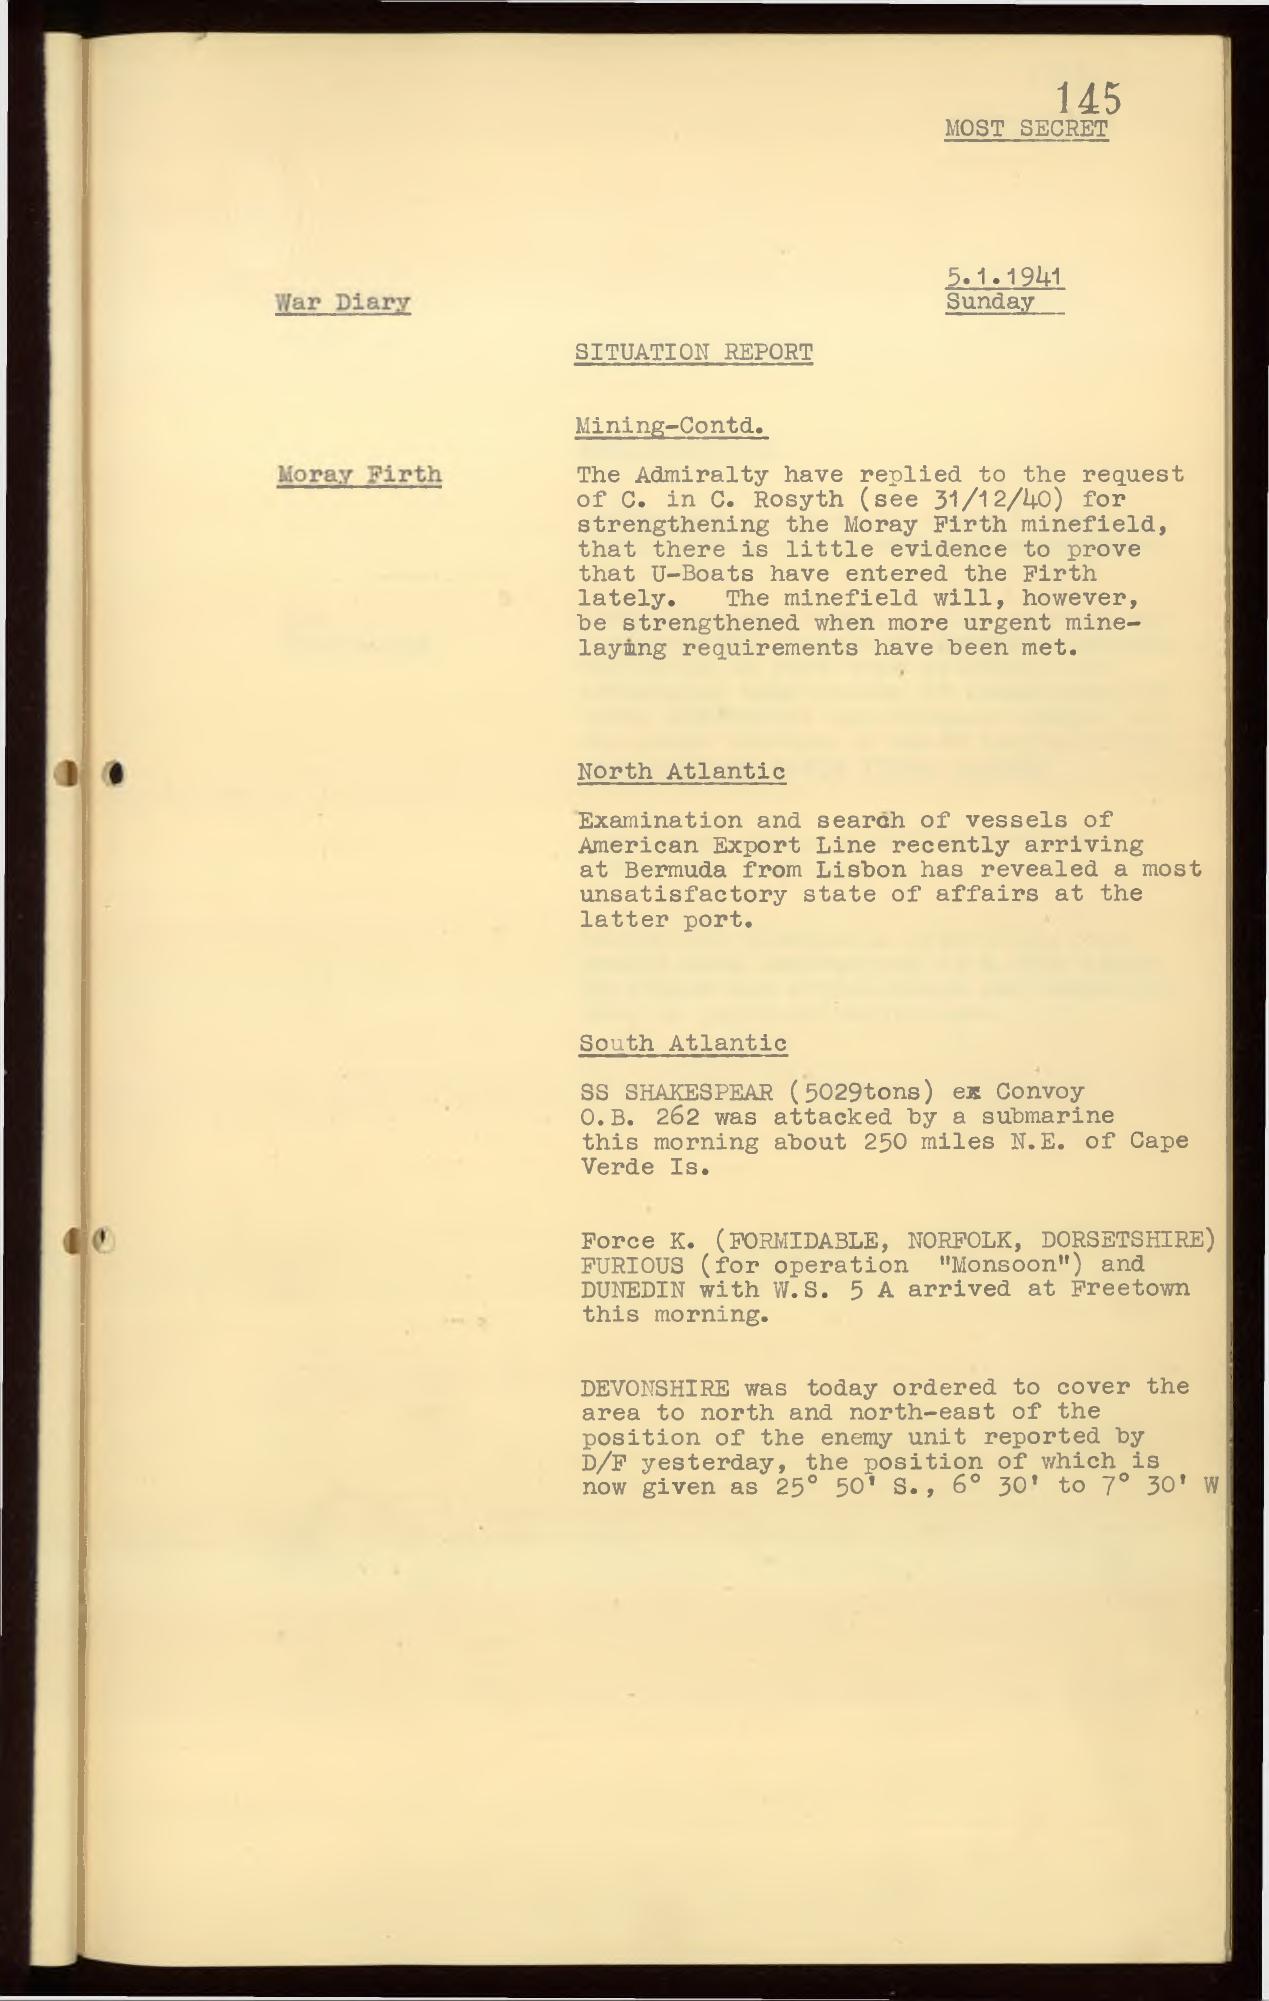 145
MOST SECRET
5.1.1941
War Diary
Sunday
SITUATION REPORT
Mining-Contd.
Moray Firth
The Admiralty have replied to the request
of C. in C. Rosyth (see 31/12/40) for
strengthening the Moray Firth minefield,
that there is little evidence to prove
that U-Boats have entered the Firth
lately. The minefield will, however,
be strengthened when more urgent mine-
laying requirements have been met.
North Atlantic
Examination and search of vessels of
American Export Line recently arriving
at Bermuda from Lisbon has revealed a most
unsatisfactory state of affairs at the
latter port.
South Atlantic
SS SHAKESPEAR (5029tons) ex Convoy
O.B. 262 was attacked by a submarine
this morning about 250 miles N.E. of Cape
Verde Is.
Force K. (FORMIDABLE, NORFOLK, DORSETSHIRE)
FURIOUS (for operation "Monsoon") and
DUNEDIN with W.S. 5 A arrived at Freetown
this morning.
DEVONSHIRE was today ordered to cover the
area to north and north-east of the
position of the enemy unit reported by
D/F yesterday, the position of which is
now given as 25° 50' S., 6° 30' to 7° 30' W